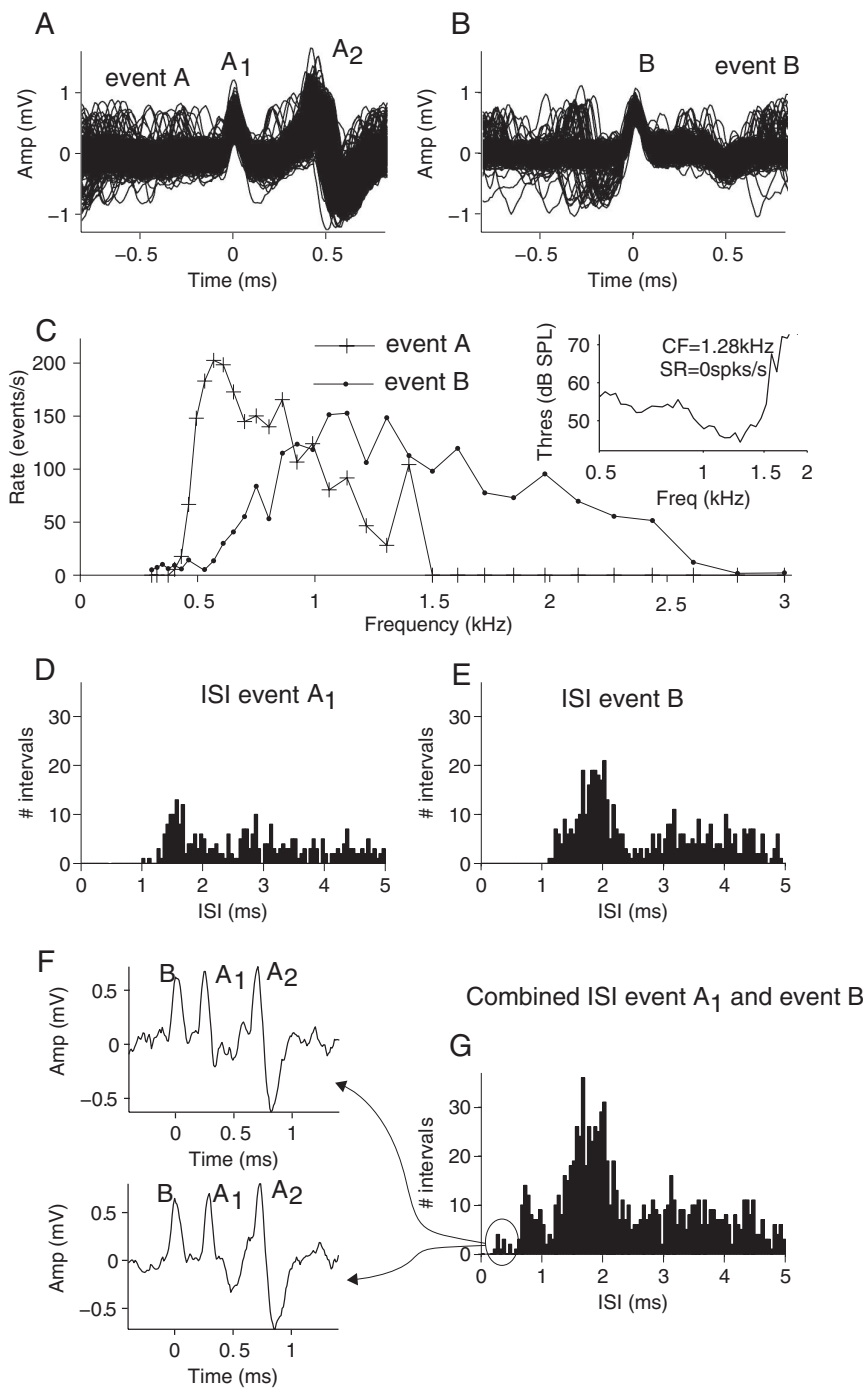 A
B
event A
A1
A2
B
event B
Amp (mV)
1
0
−1
−0.5
0
0.5
Time (ms)
Amp (mV)
1
0
−1
−0.5
0
0.5
Time (ms)
C
event A
event B
Rate (events/s)
200
150
100
50
0
0
0.5
1
1.5
2
2.5
3
Frequency (kHz)
CF=1.28kHz
SR=0spks/s
Thres (dB SPL)
70
60
50
0.5
1
1.5
2
Freq (kHz)
D
ISI event A1
# intervals
30
20
10
0
0
1
2
3
4
5
ISI (ms)
E
ISI event B
# intervals
30
20
10
0
0
1
2
3
4
5
ISI (ms)
F
B
A1
A2
Amp (mV)
0.5
0
−0.5
0
0.5
1
Time (ms)
B
A1
A2
Amp (mV)
0.5
0
−0.5
0
0.5
1
Time (ms)
Combined ISI event A1 and event B
G
# intervals
30
20
10
0
0
1
2
3
4
5
ISI (ms)